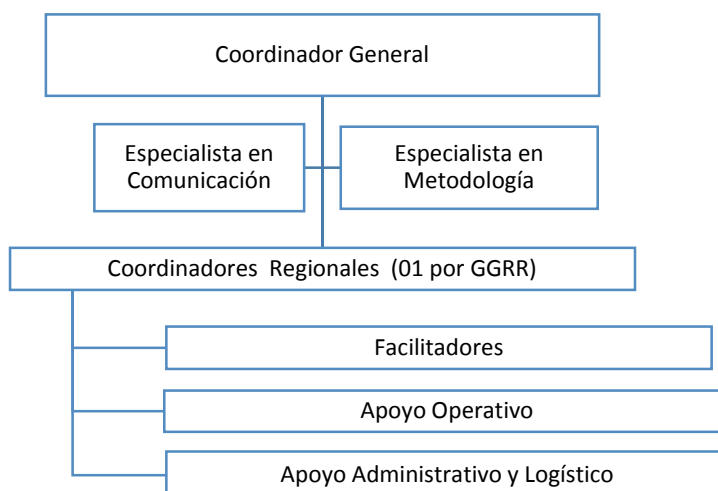 Coordinador General
Especialista en
Comunicación
Especialista en
Metodología
Coordinadores Regionales (01 por GGRR)
Facilitadores
Apoyo Operativo
Apoyo Administrativo y Logístico